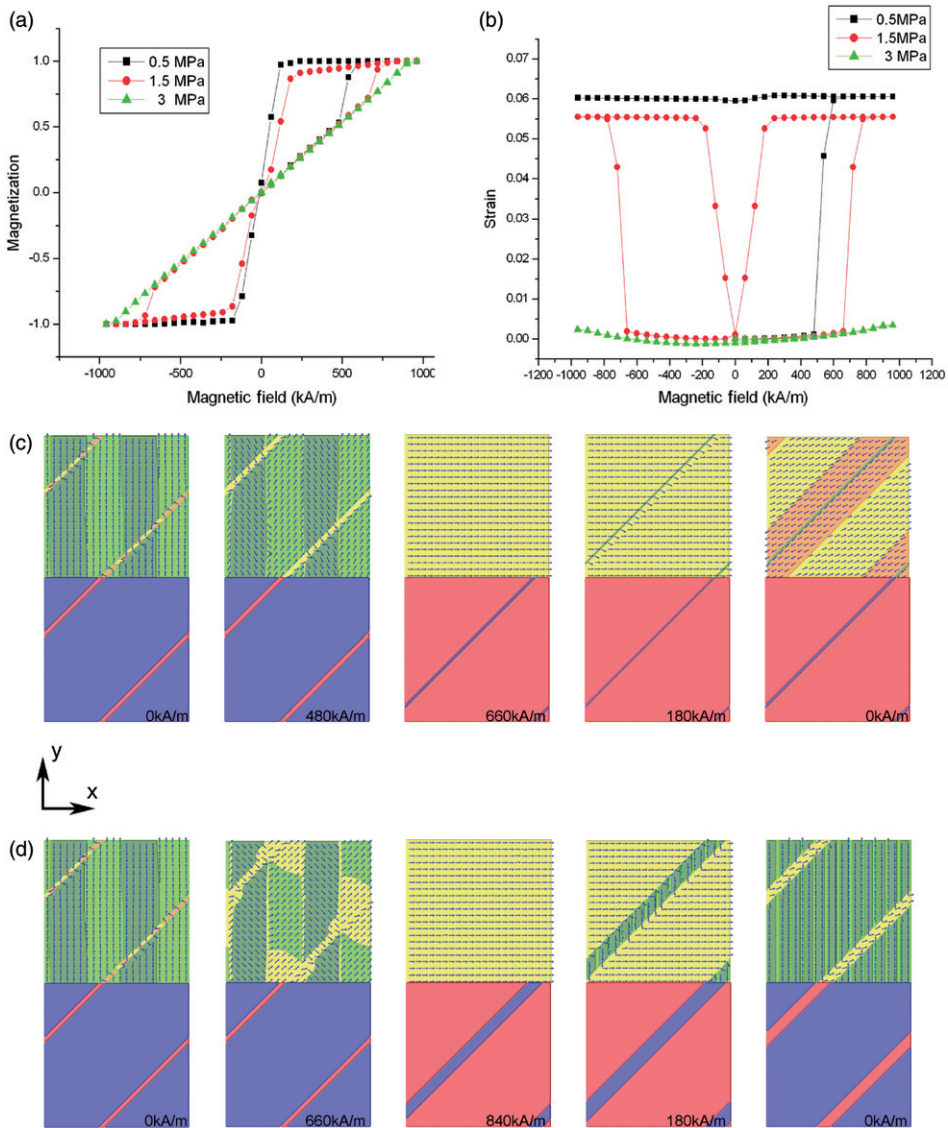 (a)
0.5 MPa
1.5 MPa
3 MPa
1.0
0.5
0.0
-0.5
-1.0
Magnetization
-1000 -500 0 500 1000
Magnetic field (kA/m)
(b)
0.5MPa
1.5MPa
3 MPa
0.07
0.06
0.05
0.04
0.03
0.02
0.01
0.00
Strain
-1200 -1000 -800 -600 -400 -200 0 200 400 600 800 1000 1200
Magnetic field (kA/m)
(c)
0kA/m 480kA/m 660kA/m 180kA/m 0kA/m
y
x
(d)
0kA/m 660kA/m 840kA/m 180kA/m 0kA/m